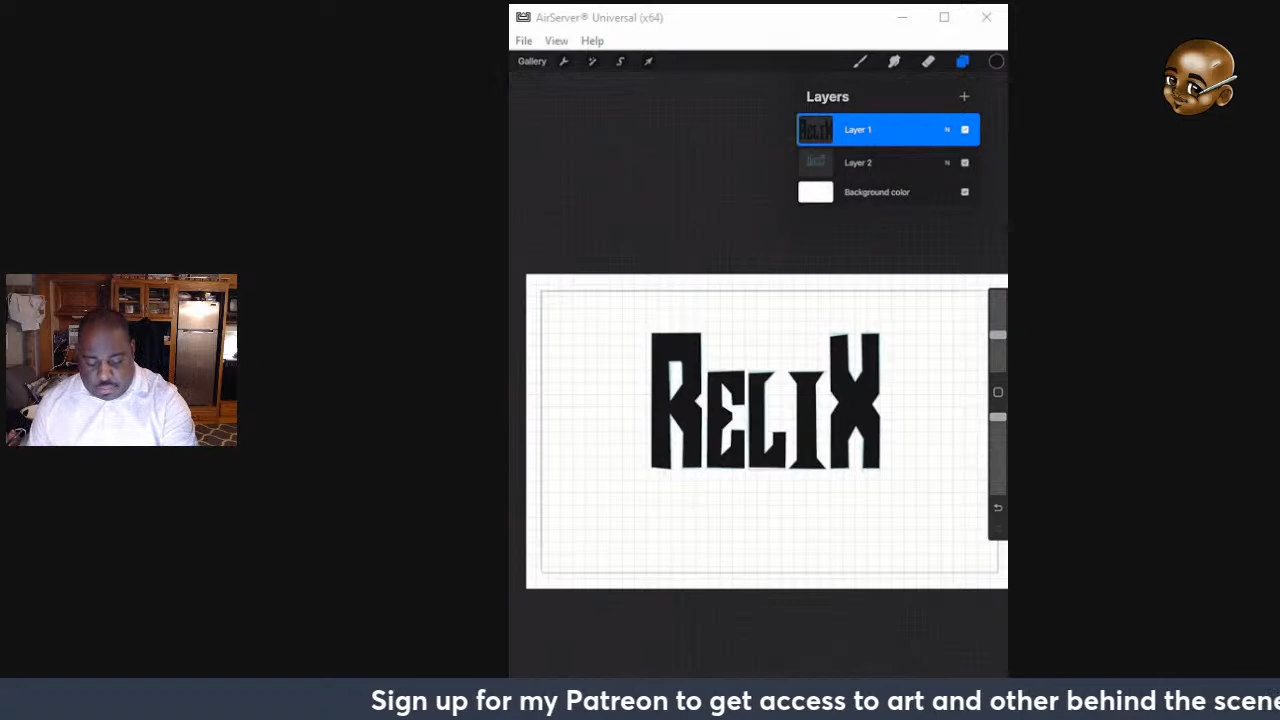 AirServer® Universal (x64)
File View Help
Gallery
Layers
Layer 1 N
Layer 2 N
Background color
RELIX
Sign up for my Patreon to get access to art and other behind the scene